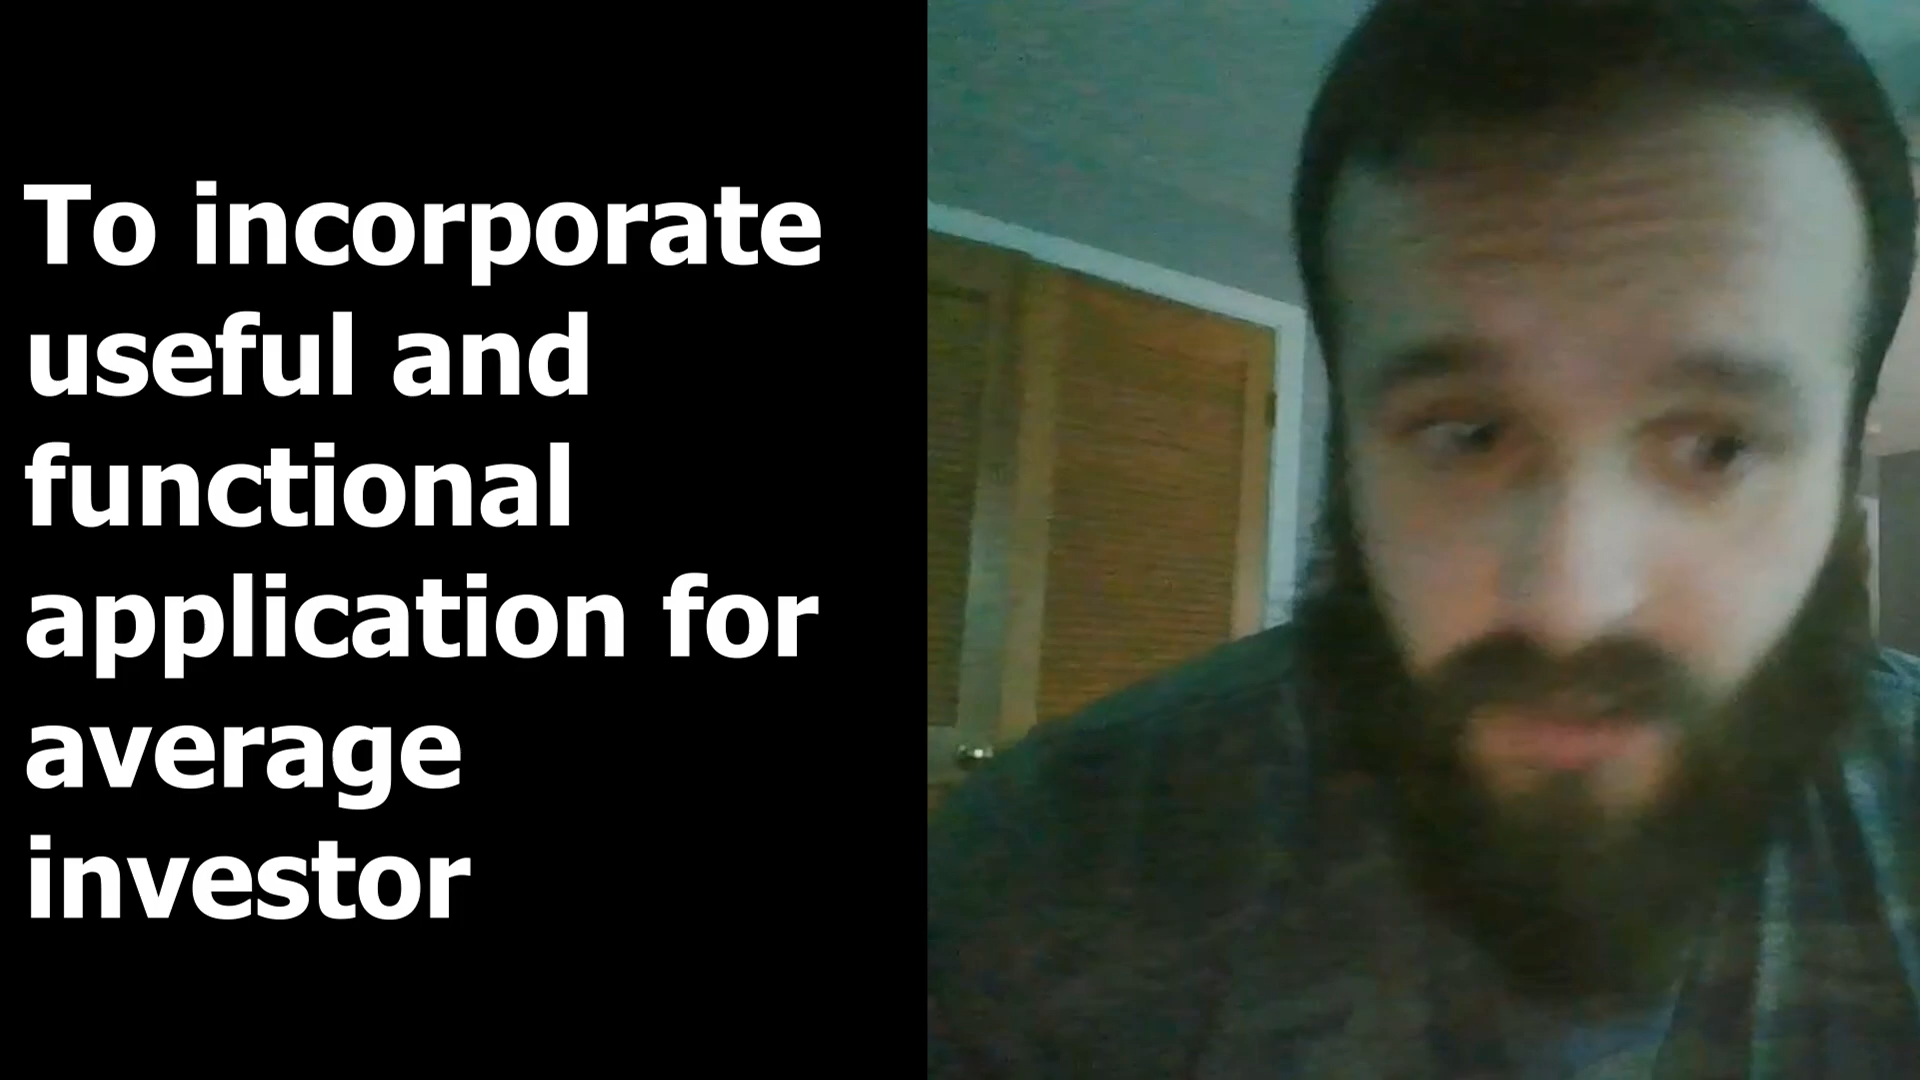 To incorporate
useful and
functional
application for
average
investor